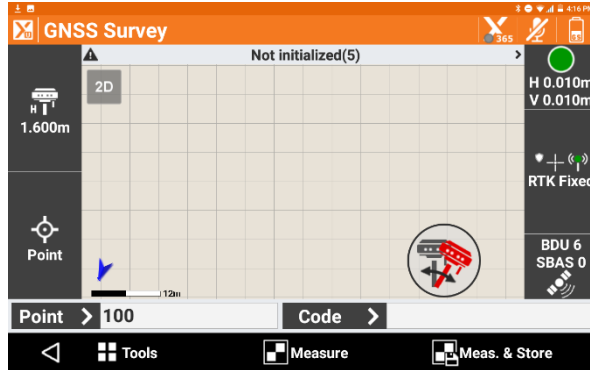 4:16 PM
GNSS Survey
365
Not initialized(5)
2D
H 0.010m
V 0.010m
H
1.600m
RTK Fixed
Point
BDU 6
SBAS 0
12m
Point
100
Code
Tools
Measure
Meas. & Store